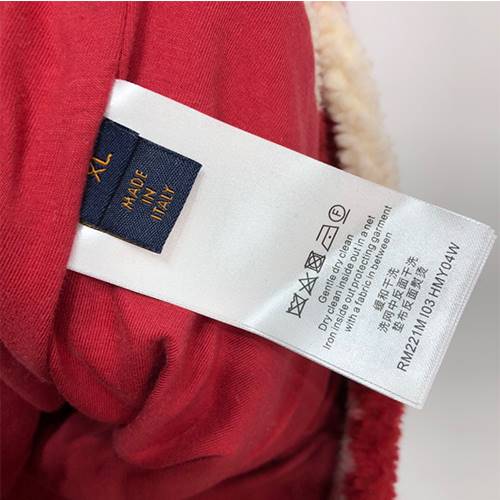 XL
MADE
IN
ITALY
Gentle dry clean
Dry clean inside out in a net
Iron inside out protecting garment
with a fabric in between
缓和干洗
洗网中反面干洗
垫布反面製烫
RM221M I03 HMY04W